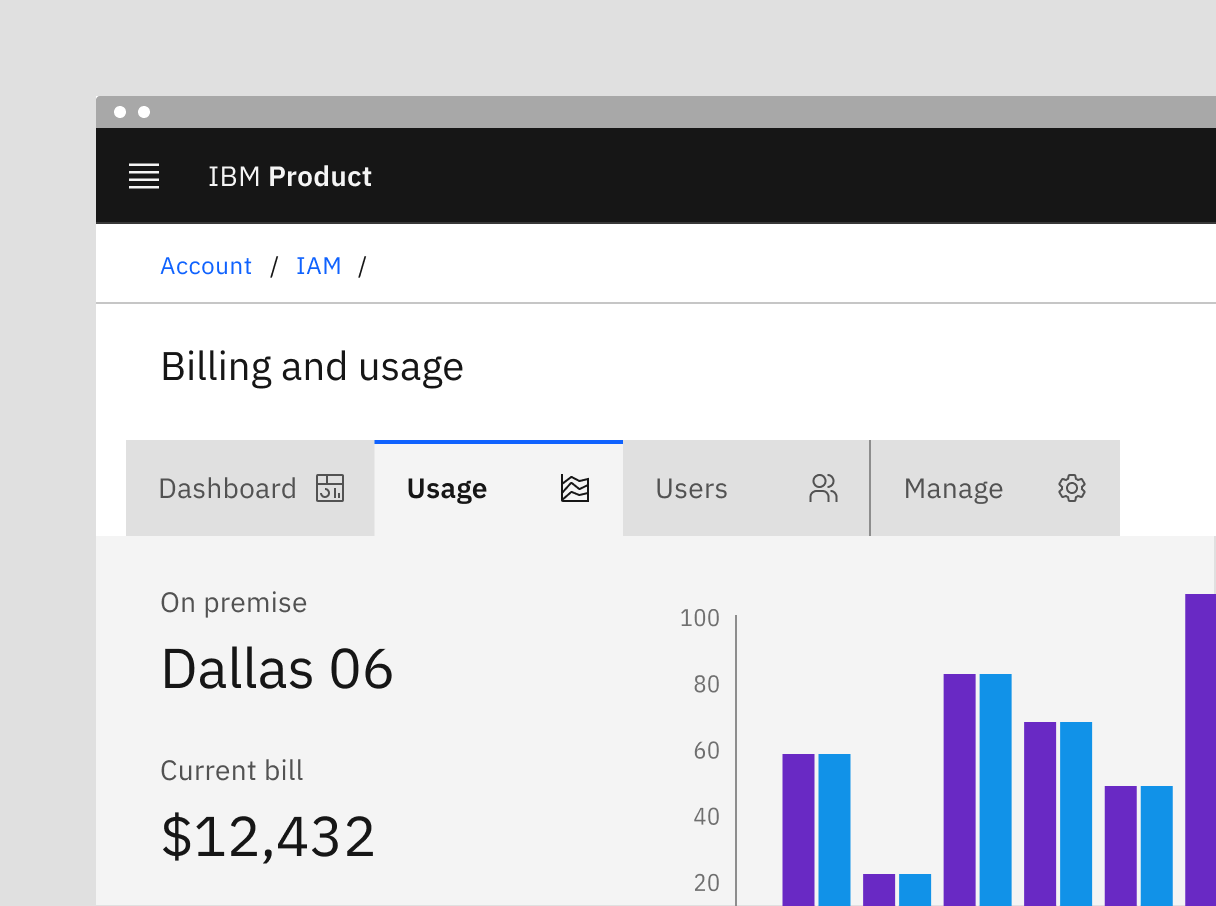 IBM Product
Account / IAM /
Billing and usage
Dashboard
Usage
Users
Manage
On premise
Dallas 06
Current bill
$12,432
100
80
60
40
20